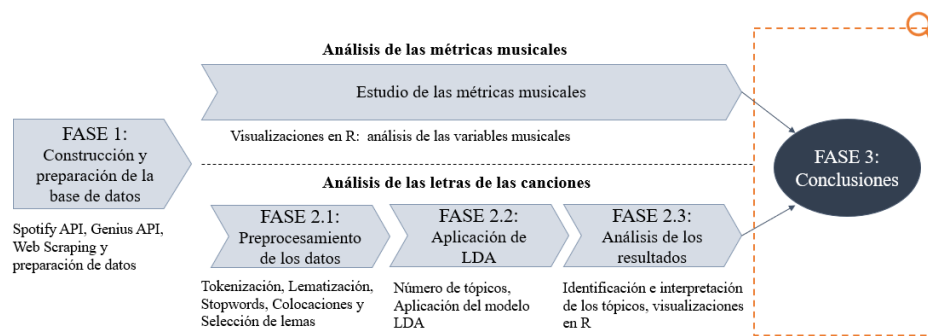 Análisis de las métricas musicales
Estudio de las métricas musicales
Visualizaciones en R: análisis de las variables musicales
FASE 1:
Construcción y
preparación de la
base de datos
Spotify API, Genius API,
Web Scraping y
preparación de datos
Análisis de las letras de las canciones
FASE 2.1:
Preprocesamiento
de los datos
Tokenización, Lematización,
Stopwords, Colocaciones y
Selección de lemas
FASE 2.2:
Aplicación de
LDA
Número de tópicos,
Aplicación del modelo
LDA
FASE 2.3:
Análisis de los
resultados
Identificación e interpretación
de los tópicos, visualizaciones
en R
FASE 3:
Conclusiones